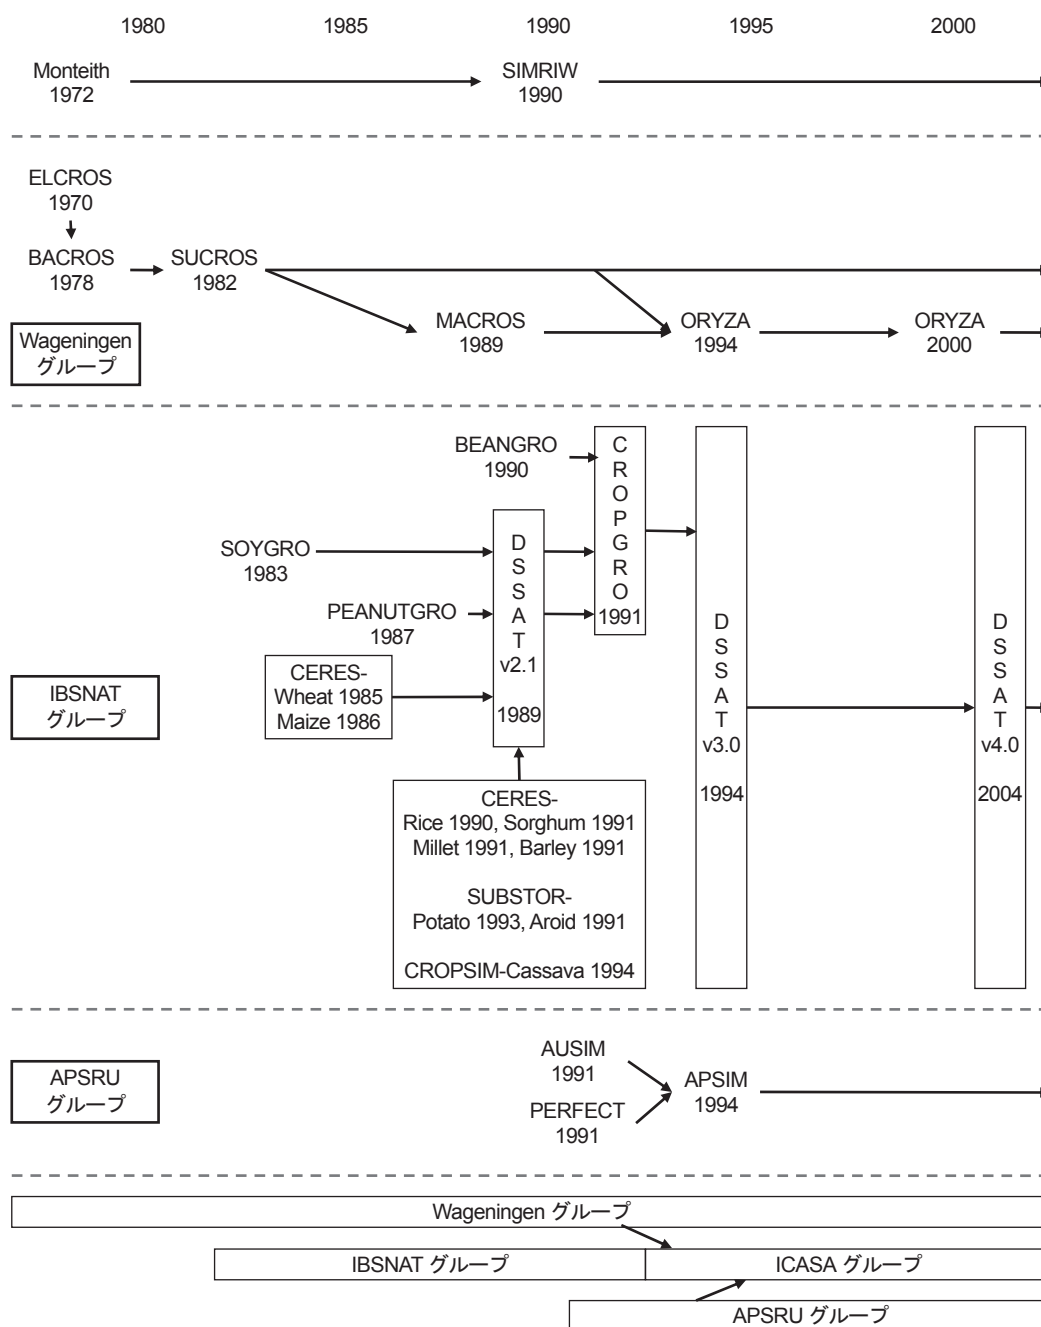 1980 1985 1990 1995 2000
Monteith
1972
SIMRIW
1990
ELCROS
1970
BACROS
1978
SUCROS
1982
MACROS
1989
ORYZA
1994
ORYZA
2000
Wageningen
グループ
BEANGRO
1990
CROPGRO
1991
SOYGRO
1983
PEANUTGRO
1987
CERES-
Wheat 1985
Maize 1986
DSSAT
v2.1
1989
DSSAT
v3.0
1994
DSSAT
v4.0
2004
IBSNAT
グループ
CERES-
Rice 1990, Sorghum 1991
Millet 1991, Barley 1991
SUBSTOR-
Potato 1993, Aroid 1991
CROPSIM-Cassava 1994
APSRU
グループ
AUSIM
1991
PERFECT
1991
APSIM
1994
Wageningen グループ
IBSNAT グループ
ICASA グループ
APSRU グループ